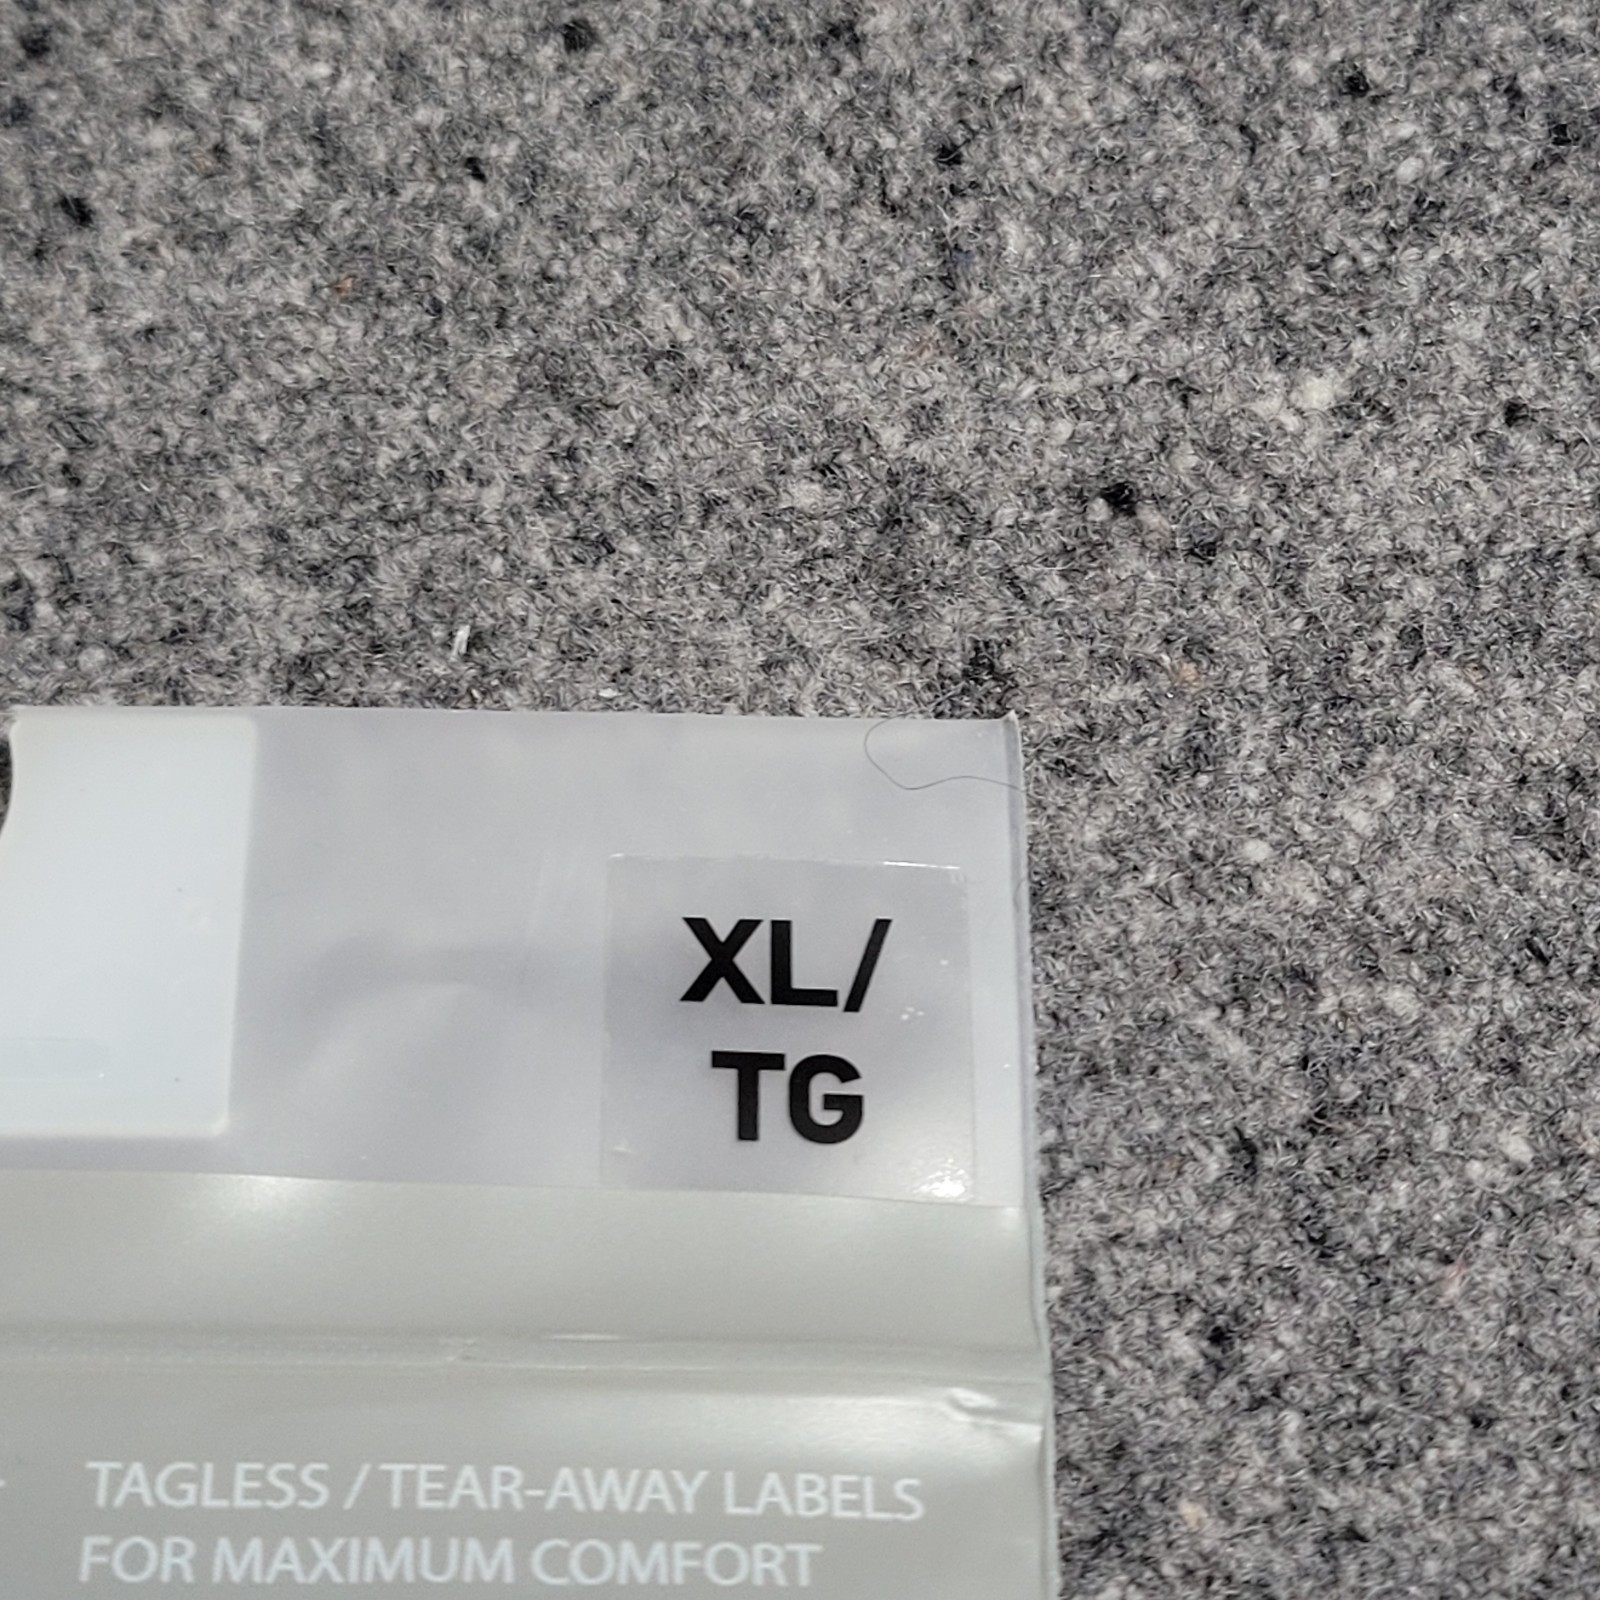 XL/
TG
TAGLESS / TEAR-AWAY LABELS
FOR MAXIMUM COMFORT